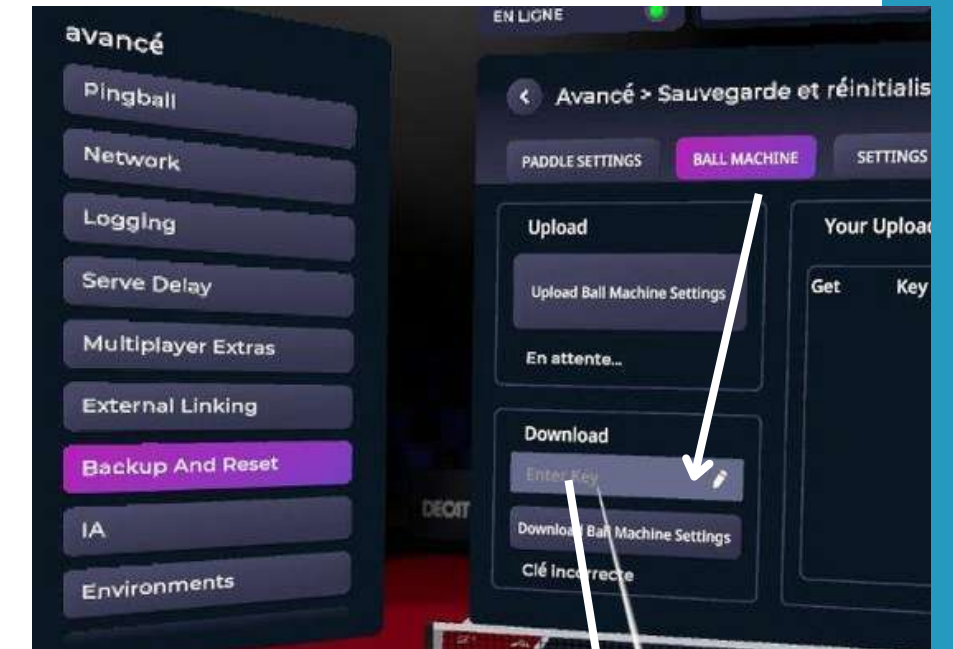 avancé
Pingball
Network
Logging
Serve Delay
Multiplayer Extras
External Linking
Backup And Reset
IA
Environments
EN LIGNE
Avancé > Sauvegarde et réinitialis
PADDLE SETTINGS
BALL MACHINE
SETTINGS
Upload
Upload Ball Machine Settings
En attente...
Download
Enter Key
Download Ball Machine Settings
Clé incorrecte
Your Upload
Get Key